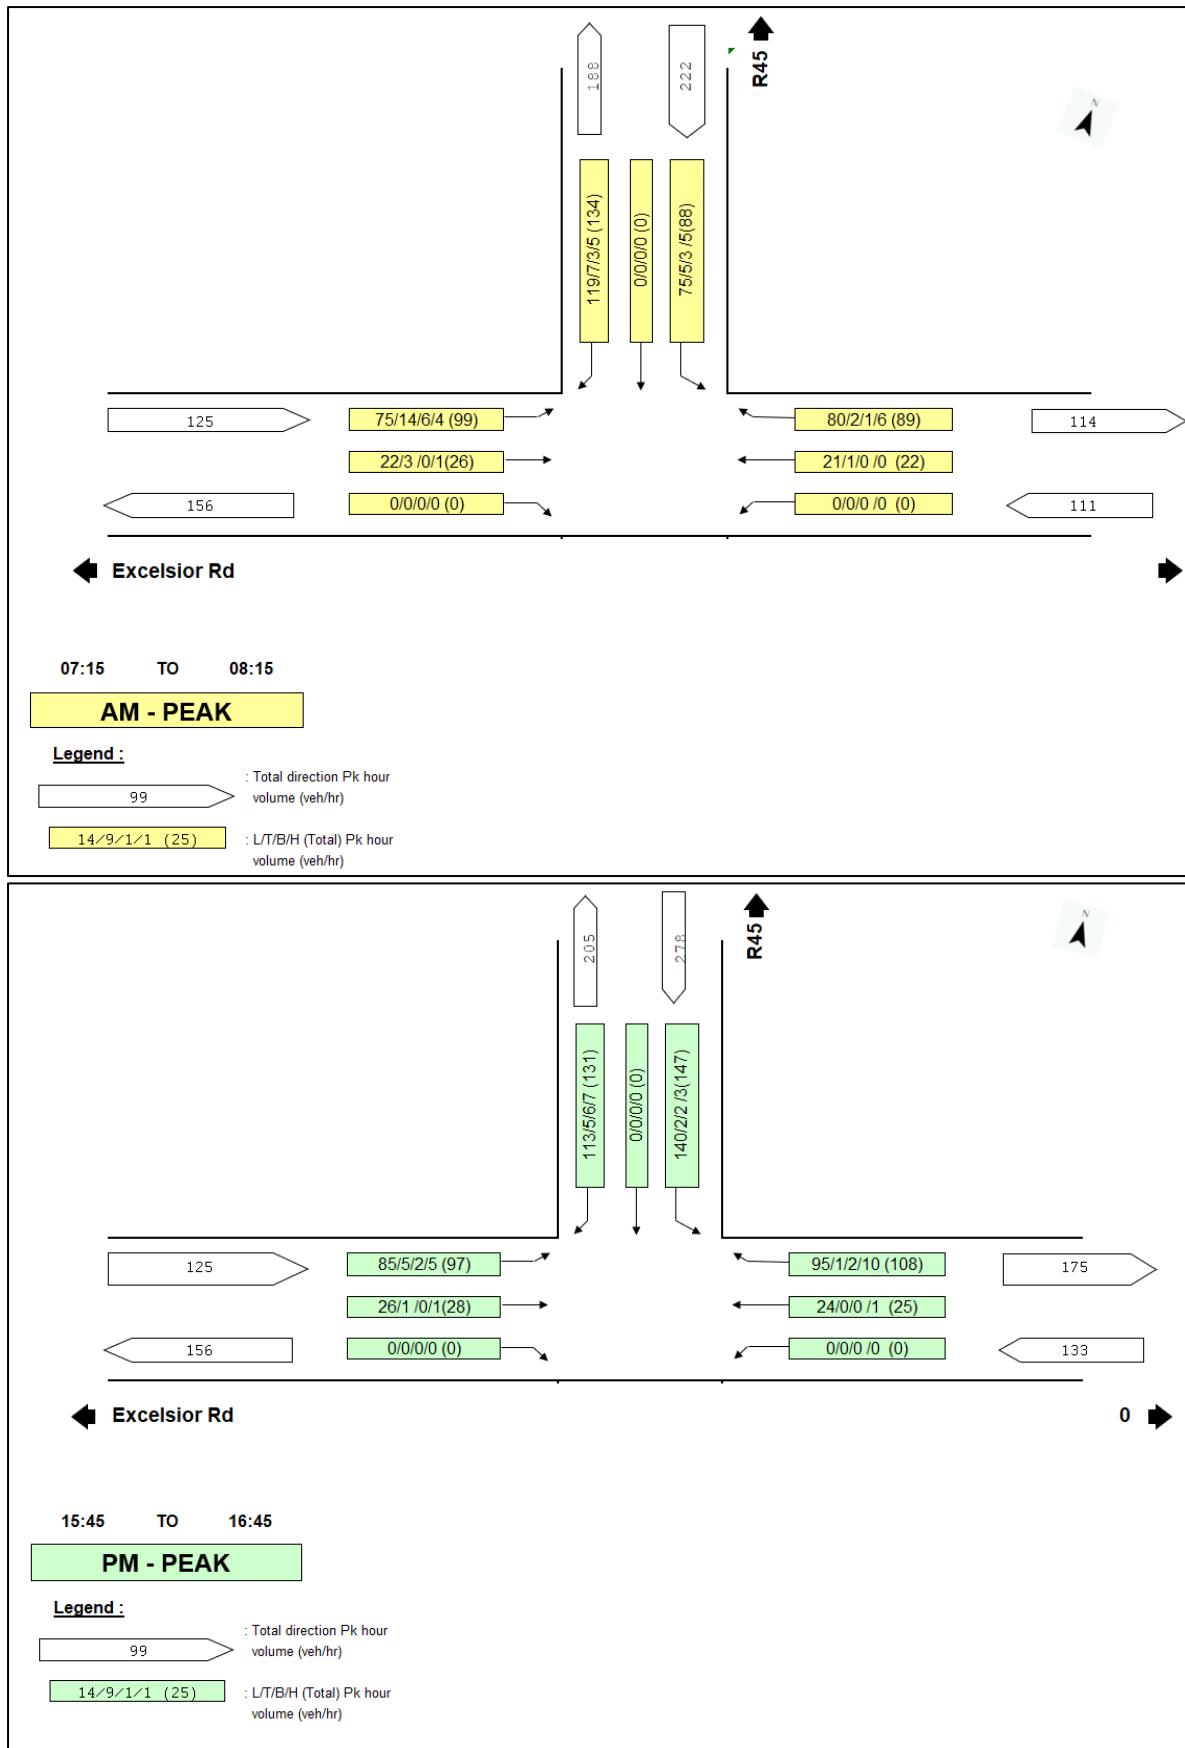 188
222
R45
N
119/7/3/5 (134)
0/0/0/0 (0)
75/5/3 /5(88)
125
75/14/6/4 (99)
80/2/1/6 (89)
114
22/3 /0/1(26)
21/1/0 /0 (22)
156
0/0/0/0 (0)
0/0/0 /0 (0)
111
Excelsior Rd
07:15 TO 08:15
AM - PEAK
Legend :
99
: Total direction Pk hour
volume (veh/hr)
14/9/1/1 (25)
: L/T/B/H (Total) Pk hour
volume (veh/hr)
205
278
R45
N
113/5/6/7 (131)
0/0/0/0 (0)
140/2/2 /3(147)
125
85/5/2/5 (97)
95/1/2/10 (108)
175
26/1 /0/1(28)
24/0/0 /1 (25)
156
0/0/0/0 (0)
0/0/0 /0 (0)
133
Excelsior Rd
0
15:45 TO 16:45
PM - PEAK
Legend :
99
: Total direction Pk hour
volume (veh/hr)
14/9/1/1 (25)
: L/T/B/H (Total) Pk hour
volume (veh/hr)